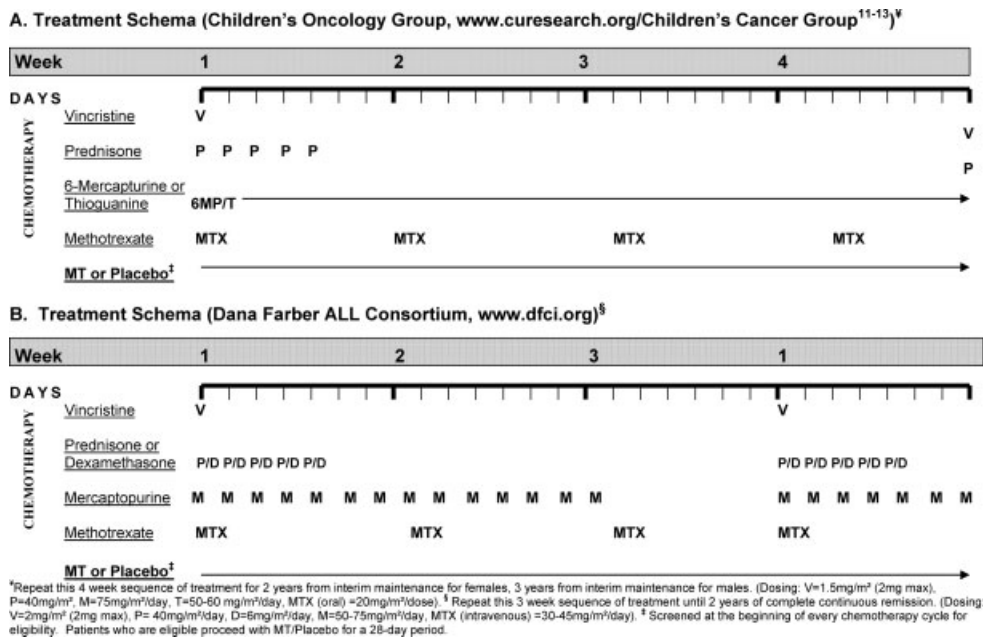 A. Treatment Schema (Children's Oncology Group, www.curesearch.org/Children's Cancer Group11-13)¥
Week 1 2 3 4
DAYS
CHEMOTHERAPY
Vincristine V V
Prednisone P P P P P P
6-Mercapturine or
Thioguanine 6MP/T
Methotrexate MTX MTX MTX MTX
MT or Placebo‡
B. Treatment Schema (Dana Farber ALL Consortium, www.dfci.org)§
Week 1 2 3 1
DAYS
CHEMOTHERAPY
Vincristine V V
Prednisone or
Dexamethasone P/D P/D P/D P/D P/D P/D P/D P/D P/D P/D
Mercaptopurine M M M M M M M M M M M M M M M M M M M M M
Methotrexate MTX MTX MTX MTX
MT or Placebo‡
¥Repeat this 4 week sequence of treatment for 2 years from interim maintenance for females, 3 years from interim maintenance for males. (Dosing: V=1.5mg/m² (2mg max),
P=40mg/m², M=75mg/m²/day, T=50-60 mg/m²/day, MTX (oral) =20mg/m²/dose). § Repeat this 3 week sequence of treatment until 2 years of complete continuous remission. (Dosing:
V=2mg/m² (2mg max), P= 40mg/m²/day, D=6mg/m²/day, M=50-75mg/m²/day, MTX (intravenous) =30-45mg/m²/day). ‡ Screened at the beginning of every chemotherapy cycle for
eligibility. Patients who are eligible proceed with MT/Placebo for a 28-day period.